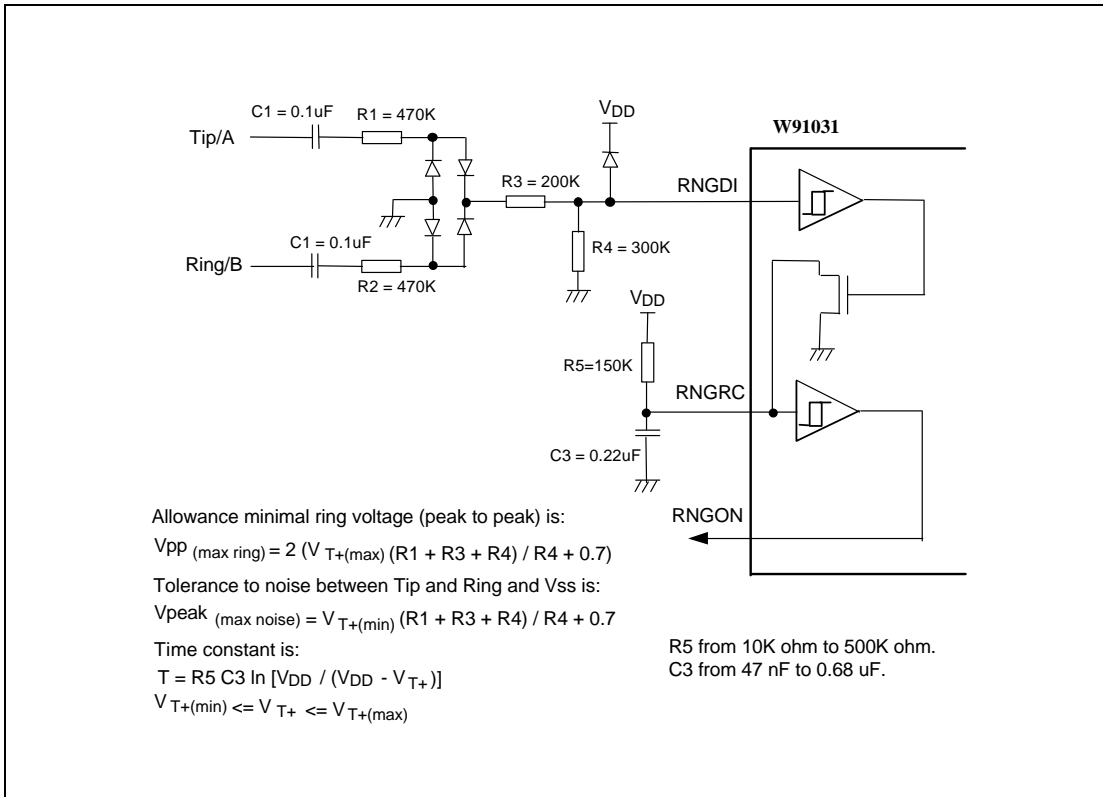 C1 = 0.1uF
R1 = 470K
Tip/A
VDD
W91031
R3 = 200K
RNGDI
R4 = 300K
C1 = 0.1uF
Ring/B
R2 = 470K
VDD
R5=150K
RNGRC
C3 = 0.22uF
RNGON
Allowance minimal ring voltage (peak to peak) is:
Vpp (max ring) = 2 (V T+(max) (R1 + R3 + R4) / R4 + 0.7)
Tolerance to noise between Tip and Ring and Vss is:
Vpeak (max noise) = V T+(min) (R1 + R3 + R4) / R4 + 0.7
Time constant is:
T = R5 C3 ln [VDD / (VDD - VT+)]
V T+(min) <= V T+ <= V T+(max)
R5 from 10K ohm to 500K ohm.
C3 from 47 nF to 0.68 uF.